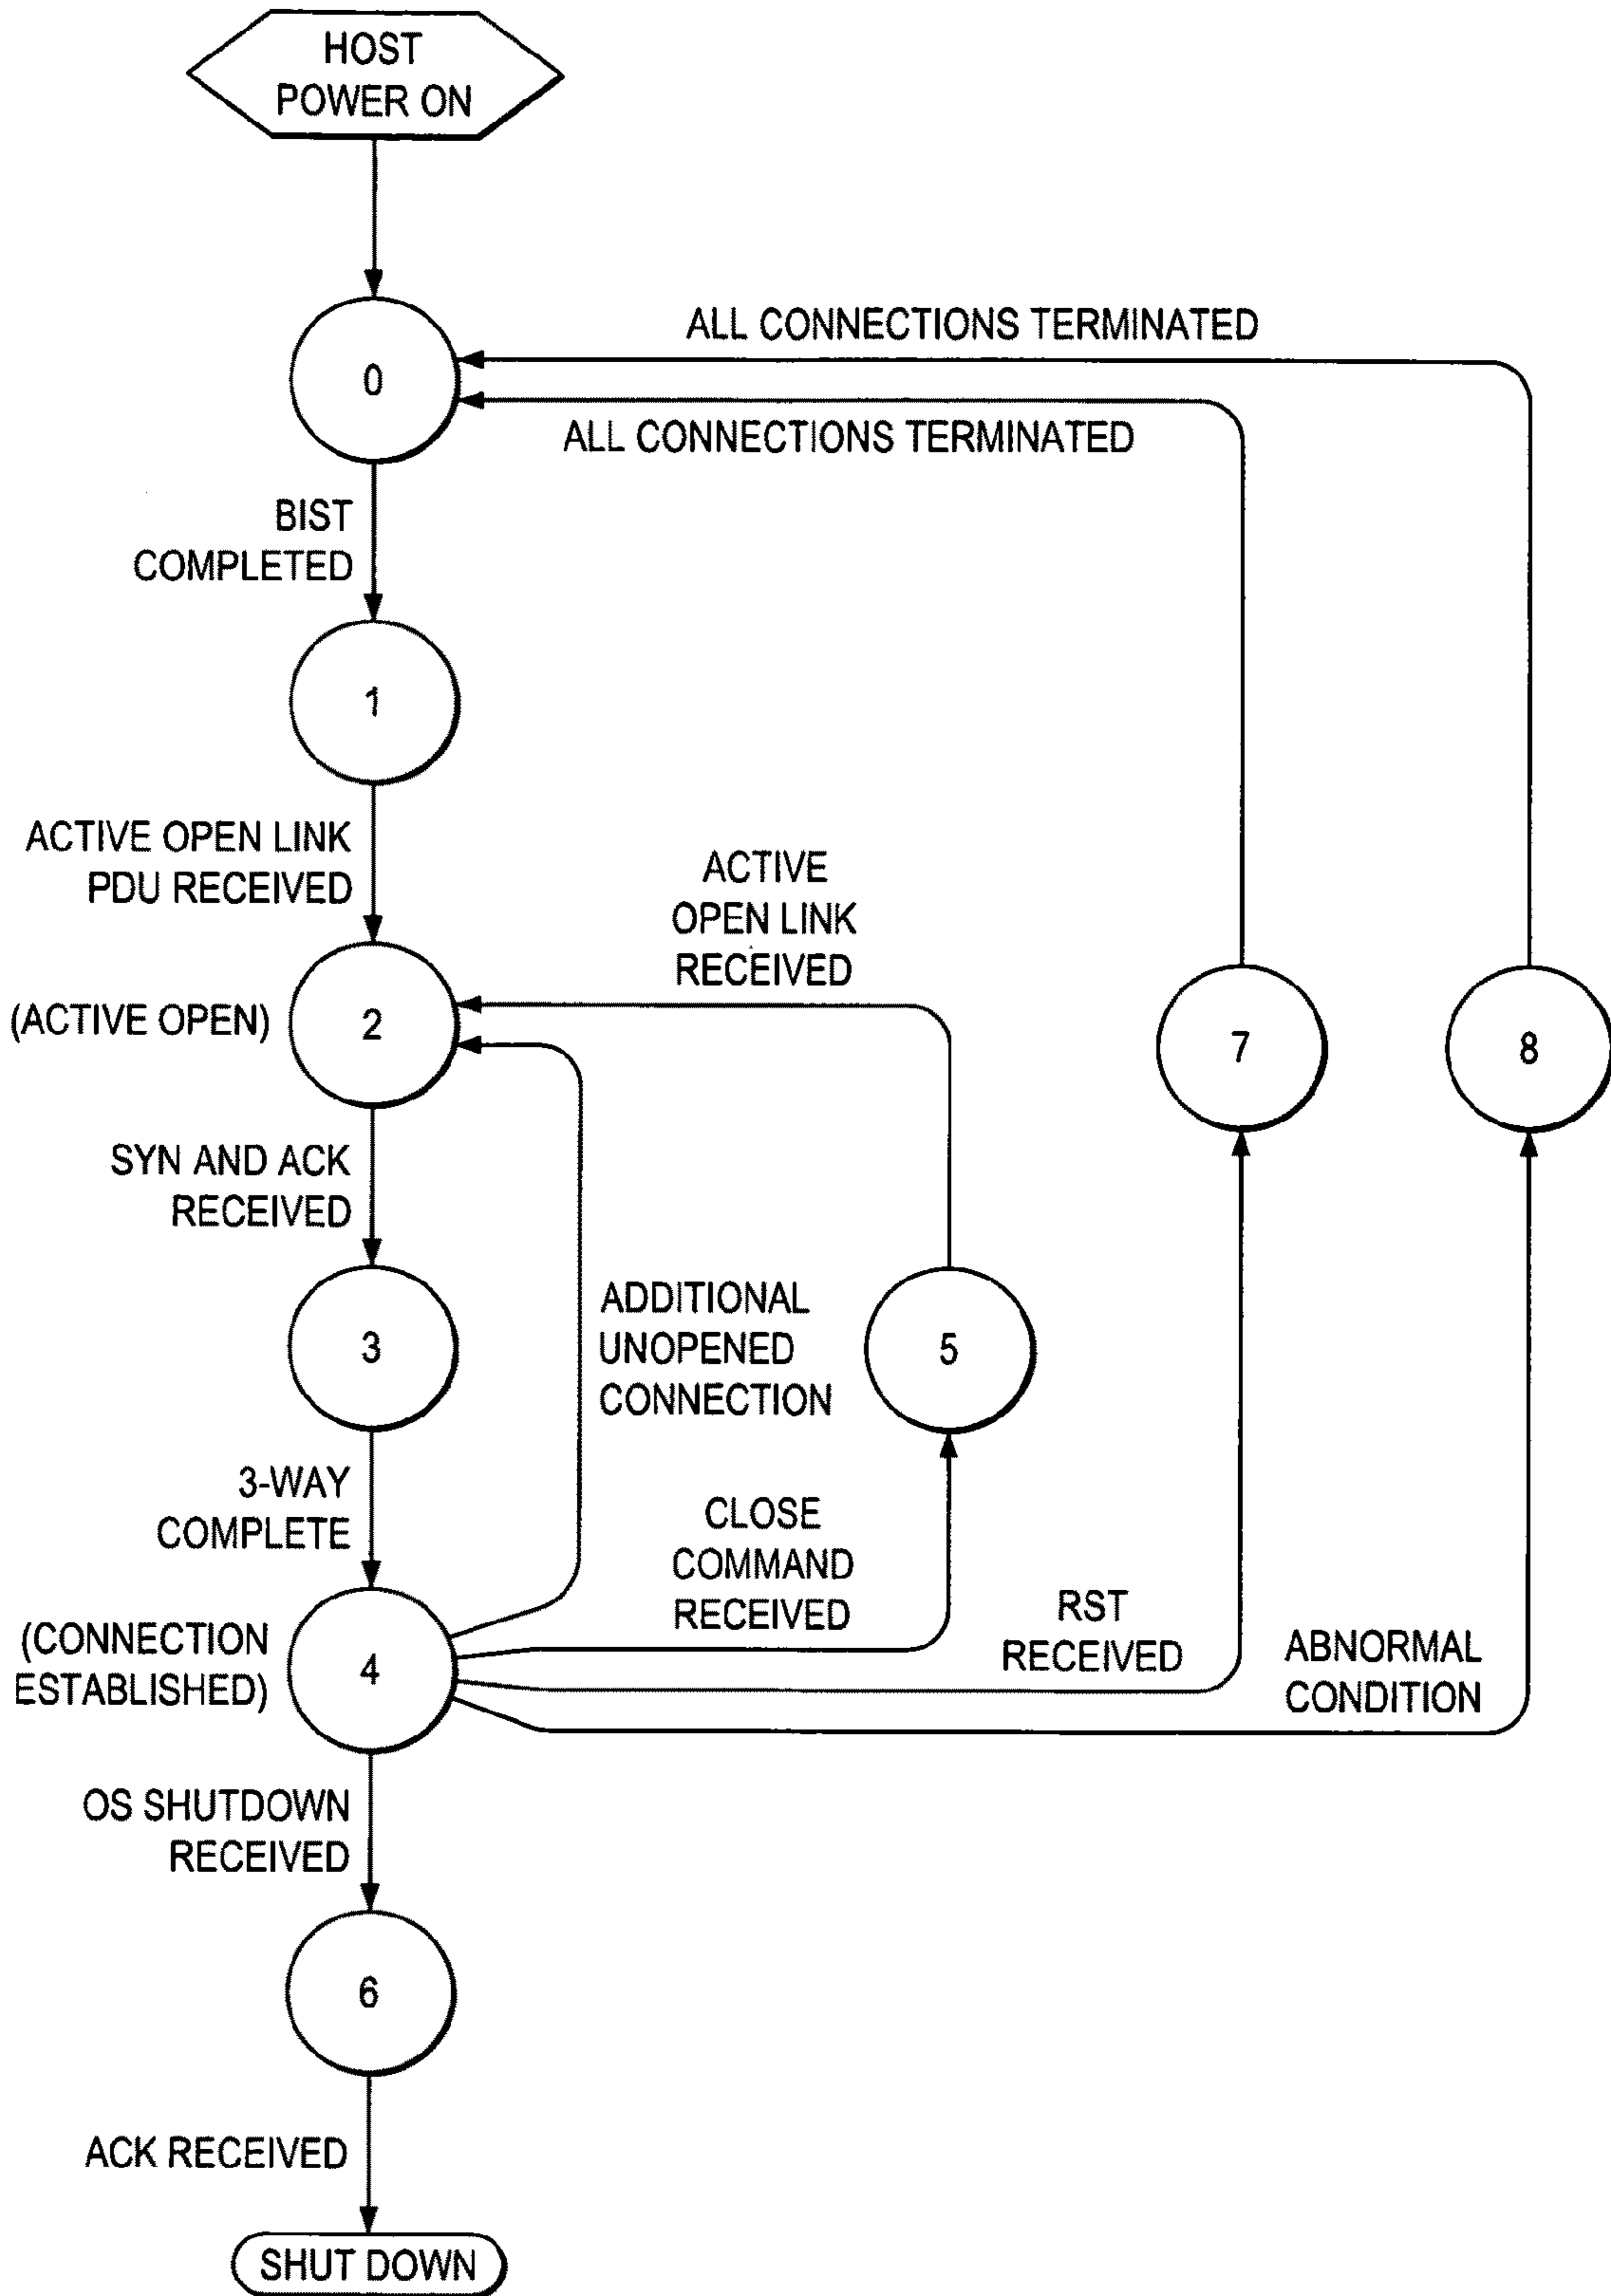 HOST
POWER ON
ALL CONNECTIONS TERMINATED
0
ALL CONNECTIONS TERMINATED
BIST
COMPLETED
1
ACTIVE OPEN LINK
PDU RECEIVED
ACTIVE
OPEN LINK
RECEIVED
(ACTIVE OPEN)
2
7
8
SYN AND ACK
RECEIVED
3
ADDITIONAL
UNOPENED
CONNECTION
5
3-WAY
COMPLETE
CLOSE
COMMAND
RECEIVED
RST
RECEIVED
ABNORMAL
CONDITION
(CONNECTION
ESTABLISHED)
4
OS SHUTDOWN
RECEIVED
6
ACK RECEIVED
SHUT DOWN